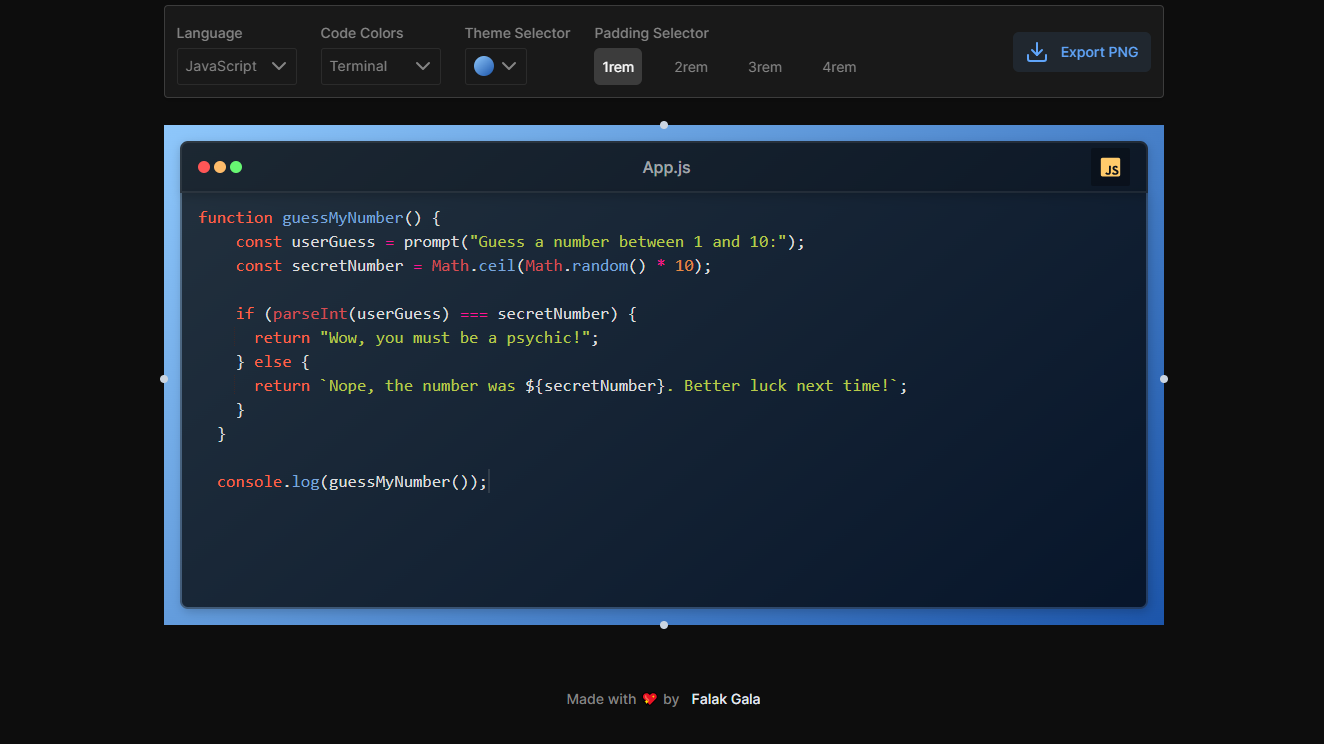 Language Code Colors Theme Selector Padding Selector
JavaScript Terminal 1rem 2rem 3rem 4rem Export PNG
App.js JS
function guessMyNumber() {
    const userGuess = prompt("Guess a number between 1 and 10:");
    const secretNumber = Math.ceil(Math.random() * 10);

    if (parseInt(userGuess) === secretNumber) {
      return "Wow, you must be a psychic!";
    } else {
      return `Nope, the number was ${secretNumber}. Better luck next time!`;
    }
  }

  console.log(guessMyNumber());
Made with 💖 by Falak Gala